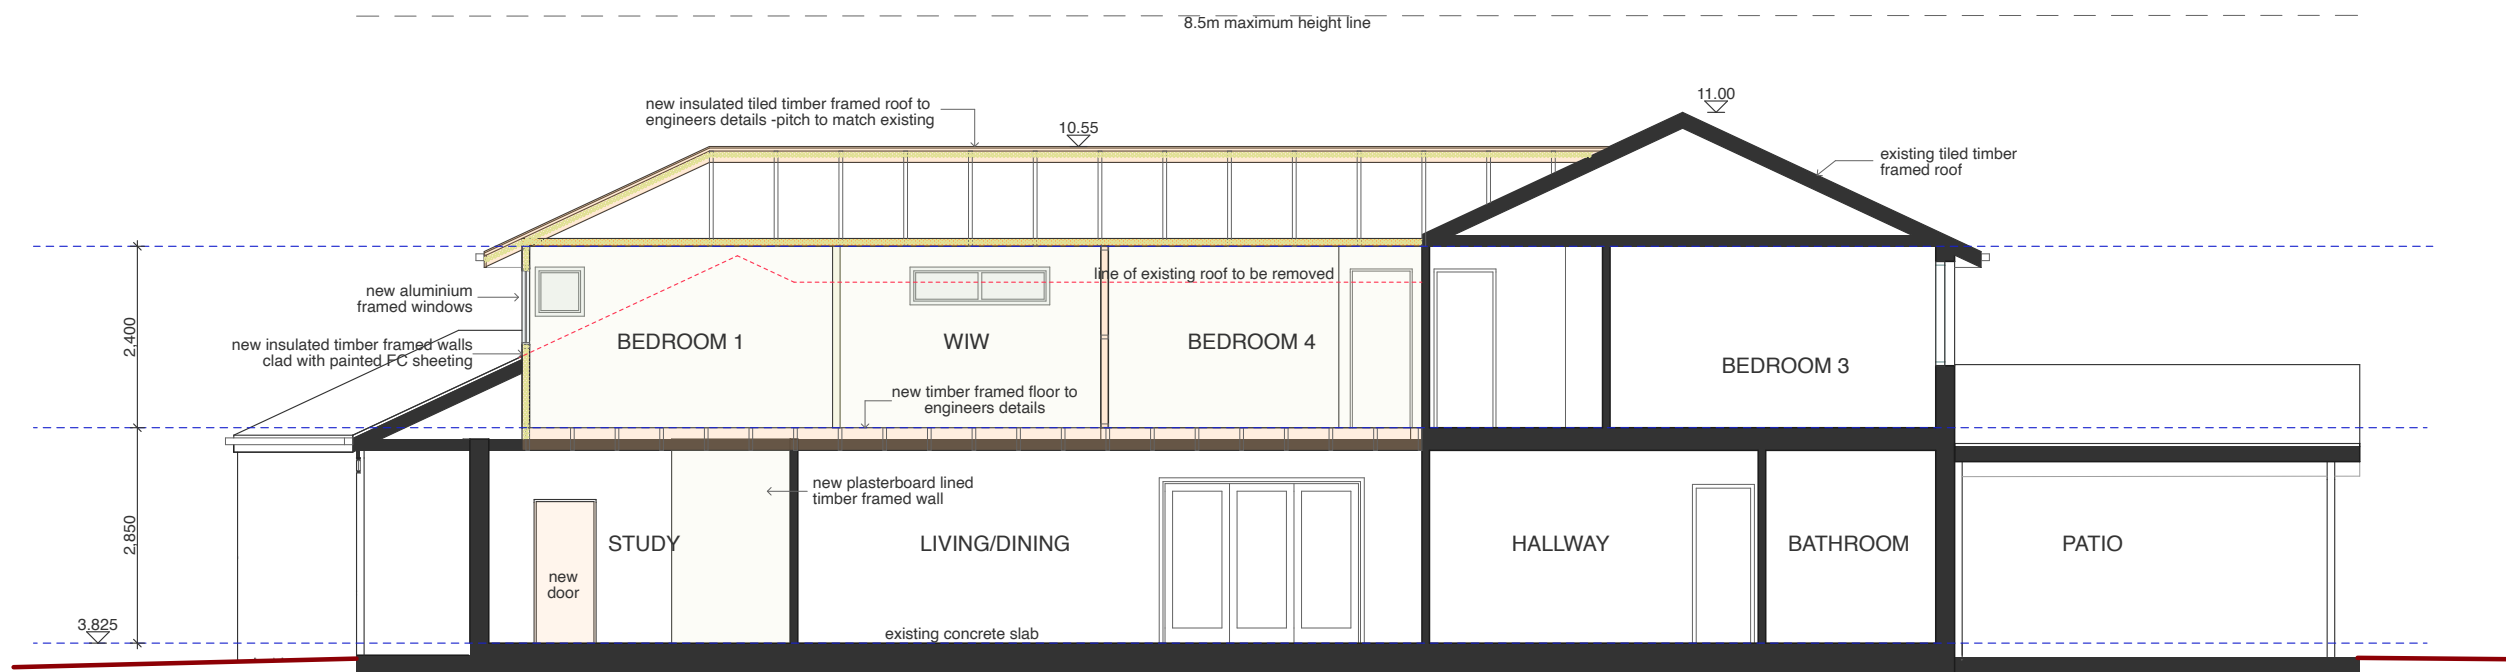 8.5m maximum height line
11.00
new insulated tiled timber framed roof to
engineers details -pitch to match existing
10.55
existing tiled timber
framed roof
line of existing roof to be removed
new aluminium
framed windows
2,400
new insulated timber framed walls
clad with painted FC sheeting
BEDROOM 1
WIW
BEDROOM 4
BEDROOM 3
new timber framed floor to
engineers details
new plasterboard lined
timber framed wall
2,850
STUDY
LIVING/DINING
HALLWAY
BATHROOM
PATIO
new
door
3.825
existing concrete slab